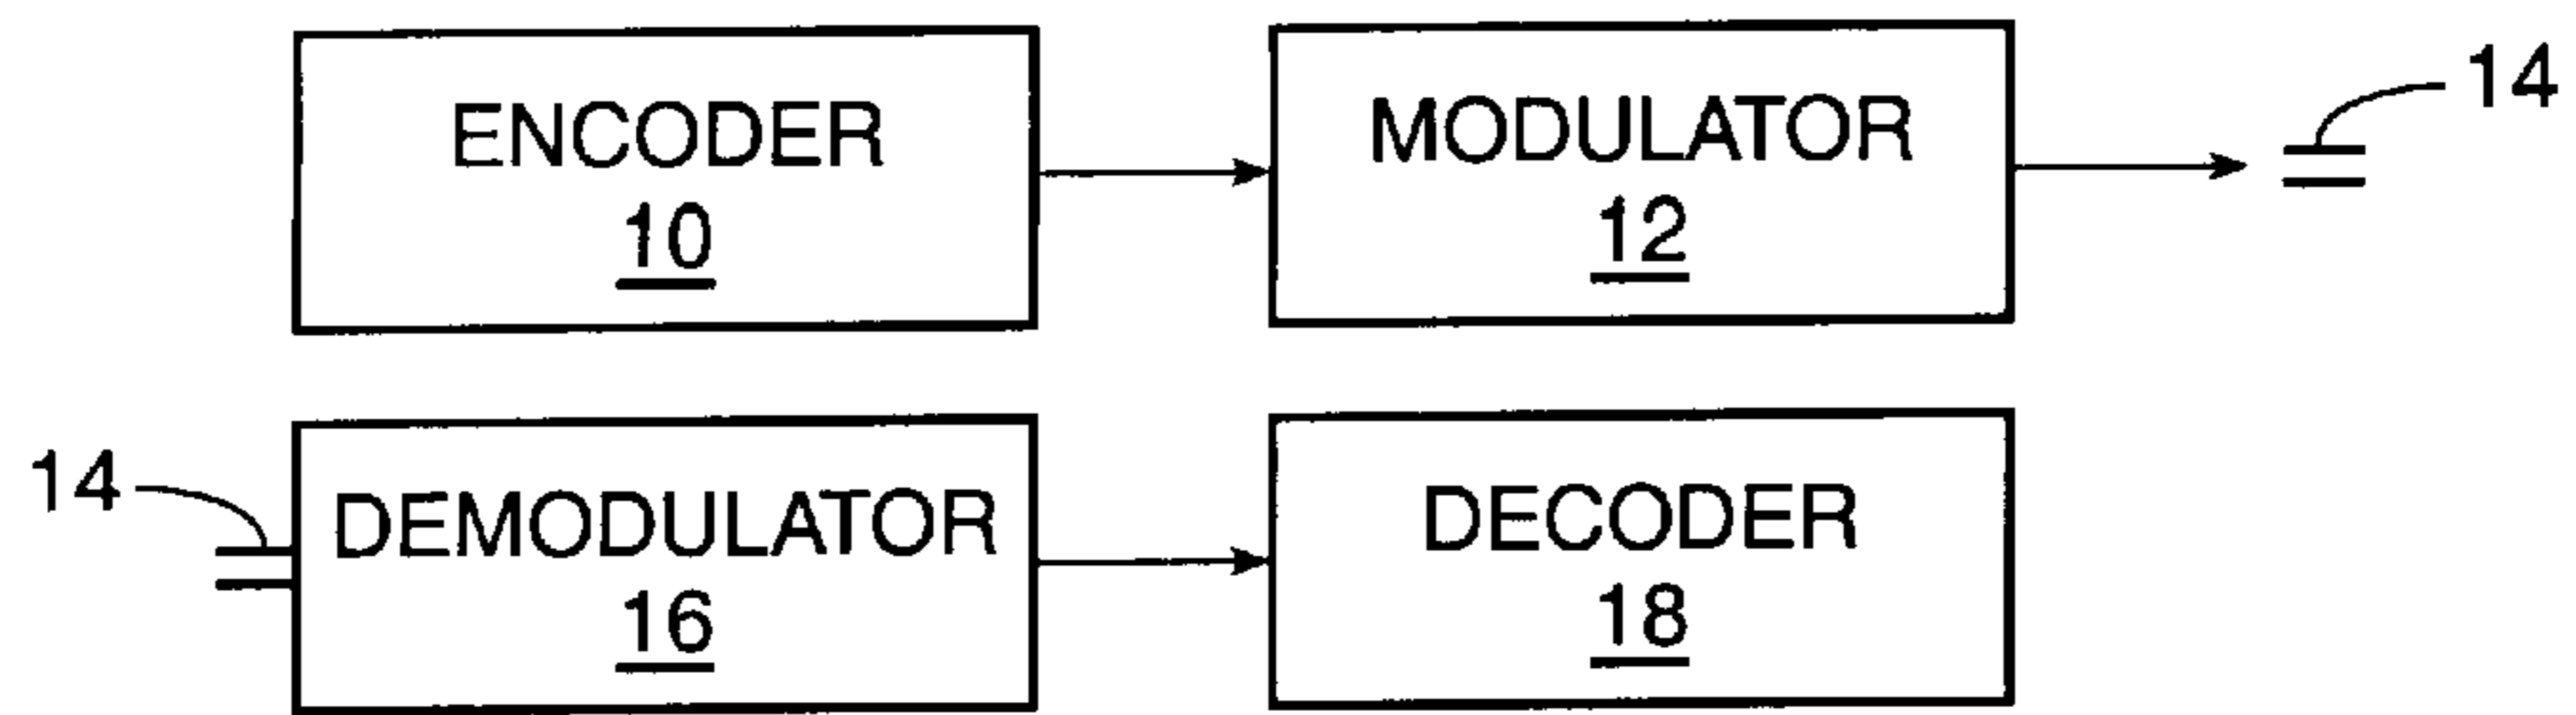 ENCODER
10
MODULATOR
12
14
14
DEMODULATOR
16
DECODER
18